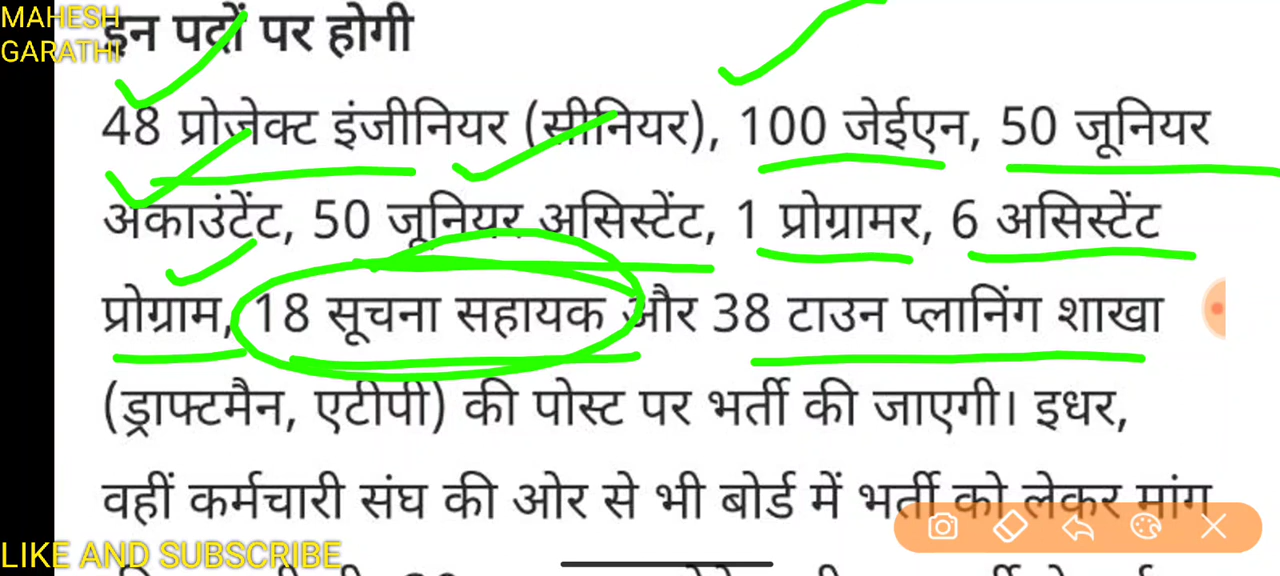 MAHESH
GARATHI
इन पदों पर होगी
48 प्रोजेक्ट इंजीनियर (सीनियर), 100 जेईएन, 50 जूनियर
अकाउंटेंट, 50 जूनियर असिस्टेंट, 1 प्रोग्रामर, 6 असिस्टेंट
प्रोग्राम, 18 सूचना सहायक और 38 टाउन प्लानिंग शाखा
(ड्राफ्टमैन, एटीपी) की पोस्ट पर भर्ती की जाएगी। इधर,
वहीं कर्मचारी संघ की ओर से भी बोर्ड में भर्ती को लेकर मांग
LIKE AND SUBSCRIBE